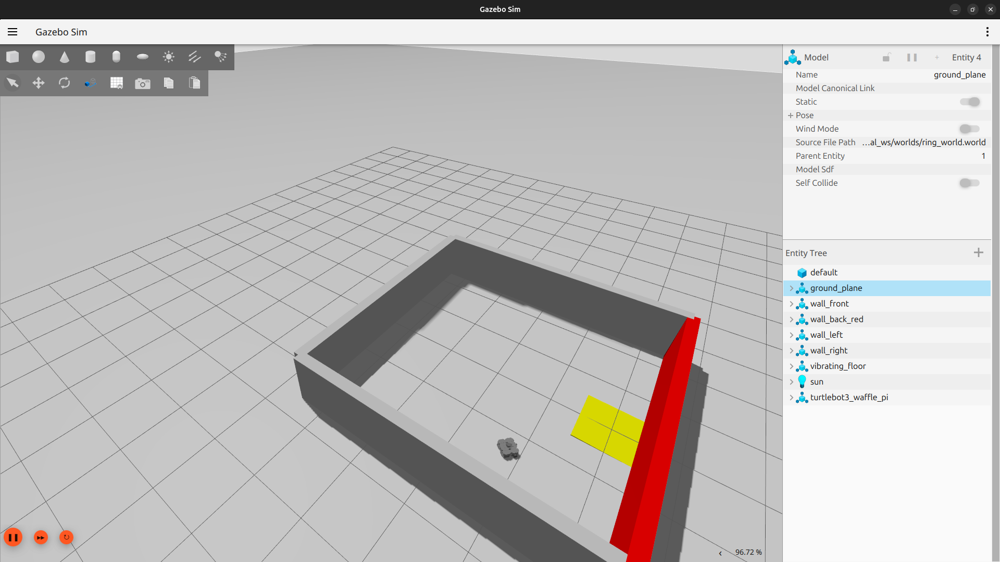 Gazebo Sim
Gazebo Sim
Model
Entity 4
Name ground_plane
Model Canonical Link
Static
Pose
Wind Mode
Source File Path …al_ws/worlds/ring_world.world
Parent Entity 1
Model Sdf
Self Collide
Entity Tree
default
ground_plane
wall_front
wall_back_red
wall_left
wall_right
vibrating_floor
sun
turtlebot3_waffle_pi
96.72 %